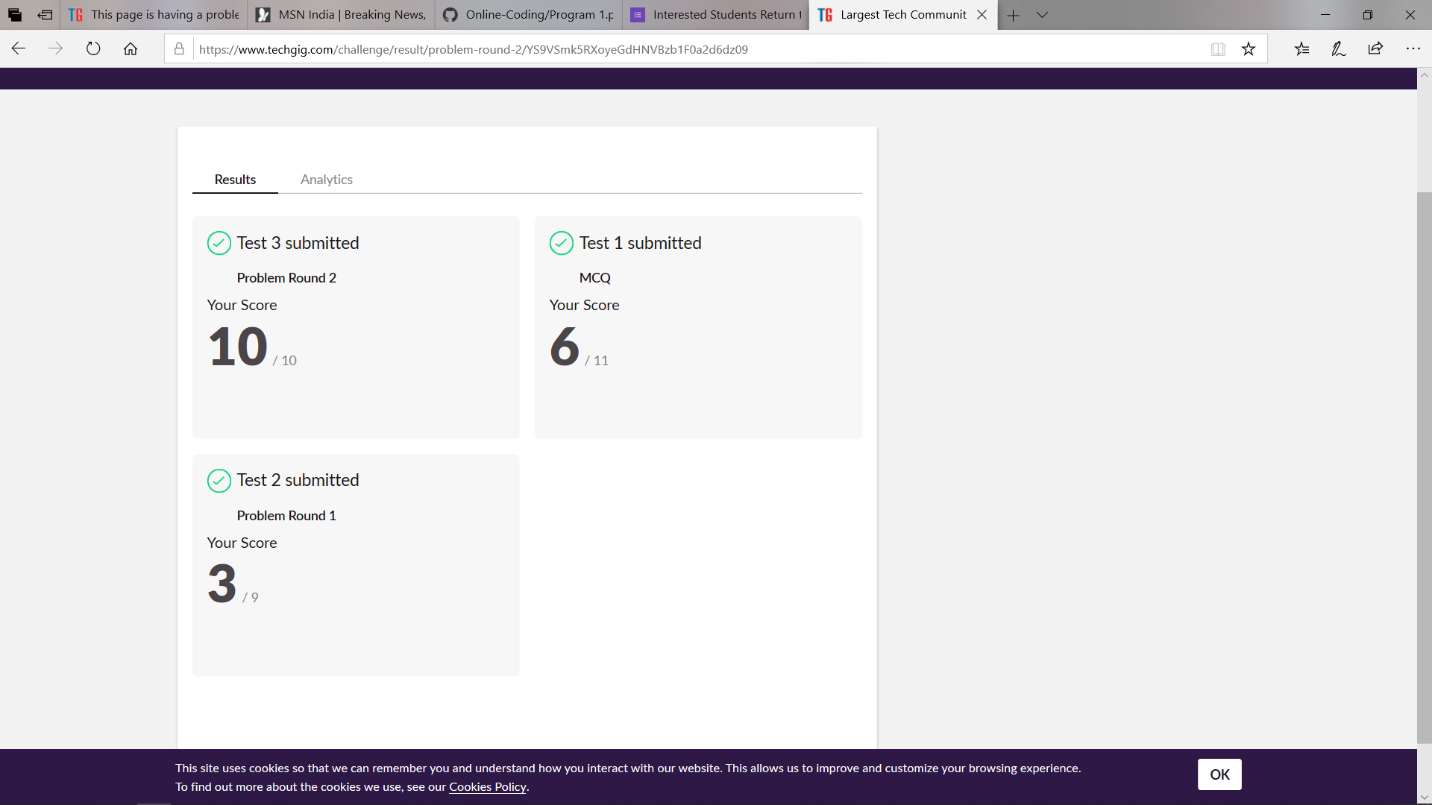 This page is having a proble
MSN India | Breaking News,
Online-Coding/Program 1.p
Interested Students Return t
TG Largest Tech Communit
https://www.techgig.com/challenge/result/problem-round-2/YS9VSmk5RXoyeGdHNVBzb1F0a2d6dz09
Results Analytics
Test 3 submitted
Problem Round 2
Your Score
10 / 10
Test 1 submitted
MCQ
Your Score
6 / 11
Test 2 submitted
Problem Round 1
Your Score
3 / 9
This site uses cookies so that we can remember you and understand how you interact with our website. This allows us to improve and customize your browsing experience.
To find out more about the cookies we use, see our Cookies Policy.
OK